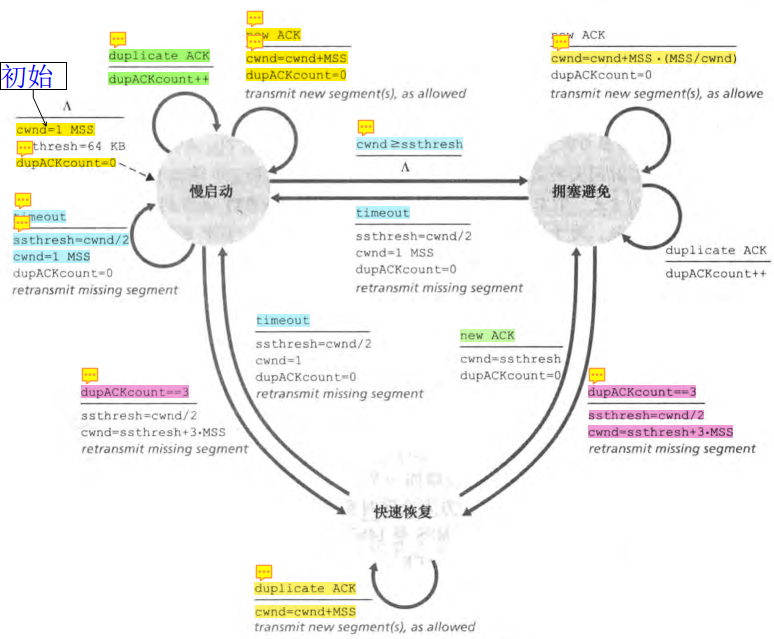 duplicate ACK
dupACKcount++
new ACK
cwnd=cwnd+MSS
dupACKcount=0
transmit new segment(s), as allowed
new ACK
cwnd=cwnd+MSS·(MSS/cwnd)
dupACKcount=0
transmit new segment(s), as allowe
初始
Λ
cwnd=1 MSS
thresh=64 KB
dupACKcount=0
慢启动
cwnd≥ssthresh
Λ
拥塞避免
timeout
ssthresh=cwnd/2
cwnd=1 MSS
dupACKcount=0
retransmit missing segment
timeout
ssthresh=cwnd/2
cwnd=1 MSS
dupACKcount=0
retransmit missing segment
duplicate ACK
dupACKcount++
timeout
ssthresh=cwnd/2
cwnd=1
dupACKcount=0
retransmit missing segment
new ACK
cwnd=ssthresh
dupACKcount=0
dupACKcount==3
ssthresh=cwnd/2
cwnd=ssthresh+3·MSS
retransmit missing segment
dupACKcount==3
ssthresh=cwnd/2
cwnd=ssthresh+3·MSS
retransmit missing segment
快速恢复
duplicate ACK
cwnd=cwnd+MSS
transmit new segment(s), as allowed